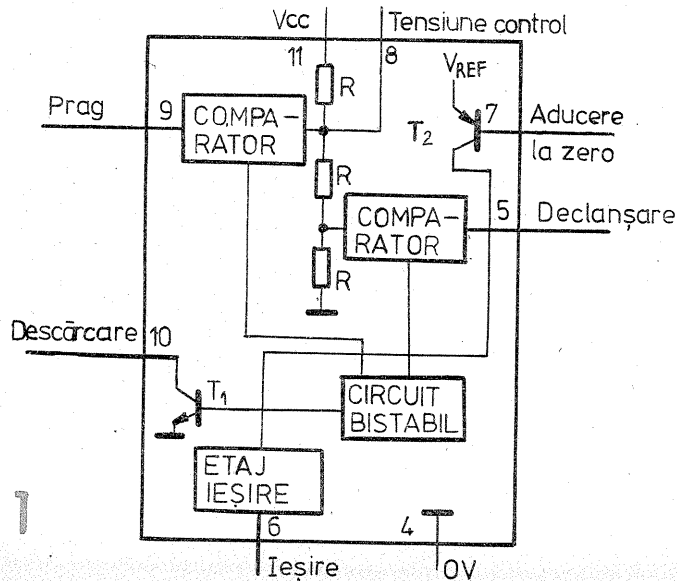 Vcc
Tensiune control
11
8
R
VREF
Prag
9
COMPA-
RATOR
T2
7
Aducere
la zero
R
COMPA-
RATOR
5
Declanșare
R
Descărcare
10
T1
CIRCUIT
BISTABIL
ETAJ
IEȘIRE
1
6
4
Ieșire
0V